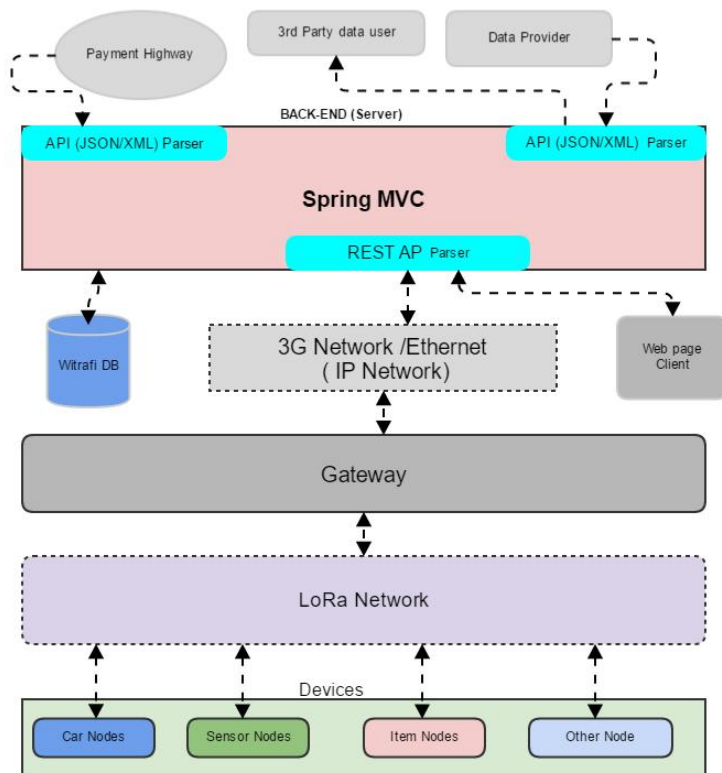 Payment Highway
3rd Party data user
Data Provider
BACK-END (Server)
API (JSON/XML) Parser
API (JSON/XML) Parser
Spring MVC
REST AP Parser
Witrafi DB
3G Network /Ethernet
( IP Network)
Web page
Client
Gateway
LoRa Network
Devices
Car Nodes
Sensor Nodes
Item Nodes
Other Node